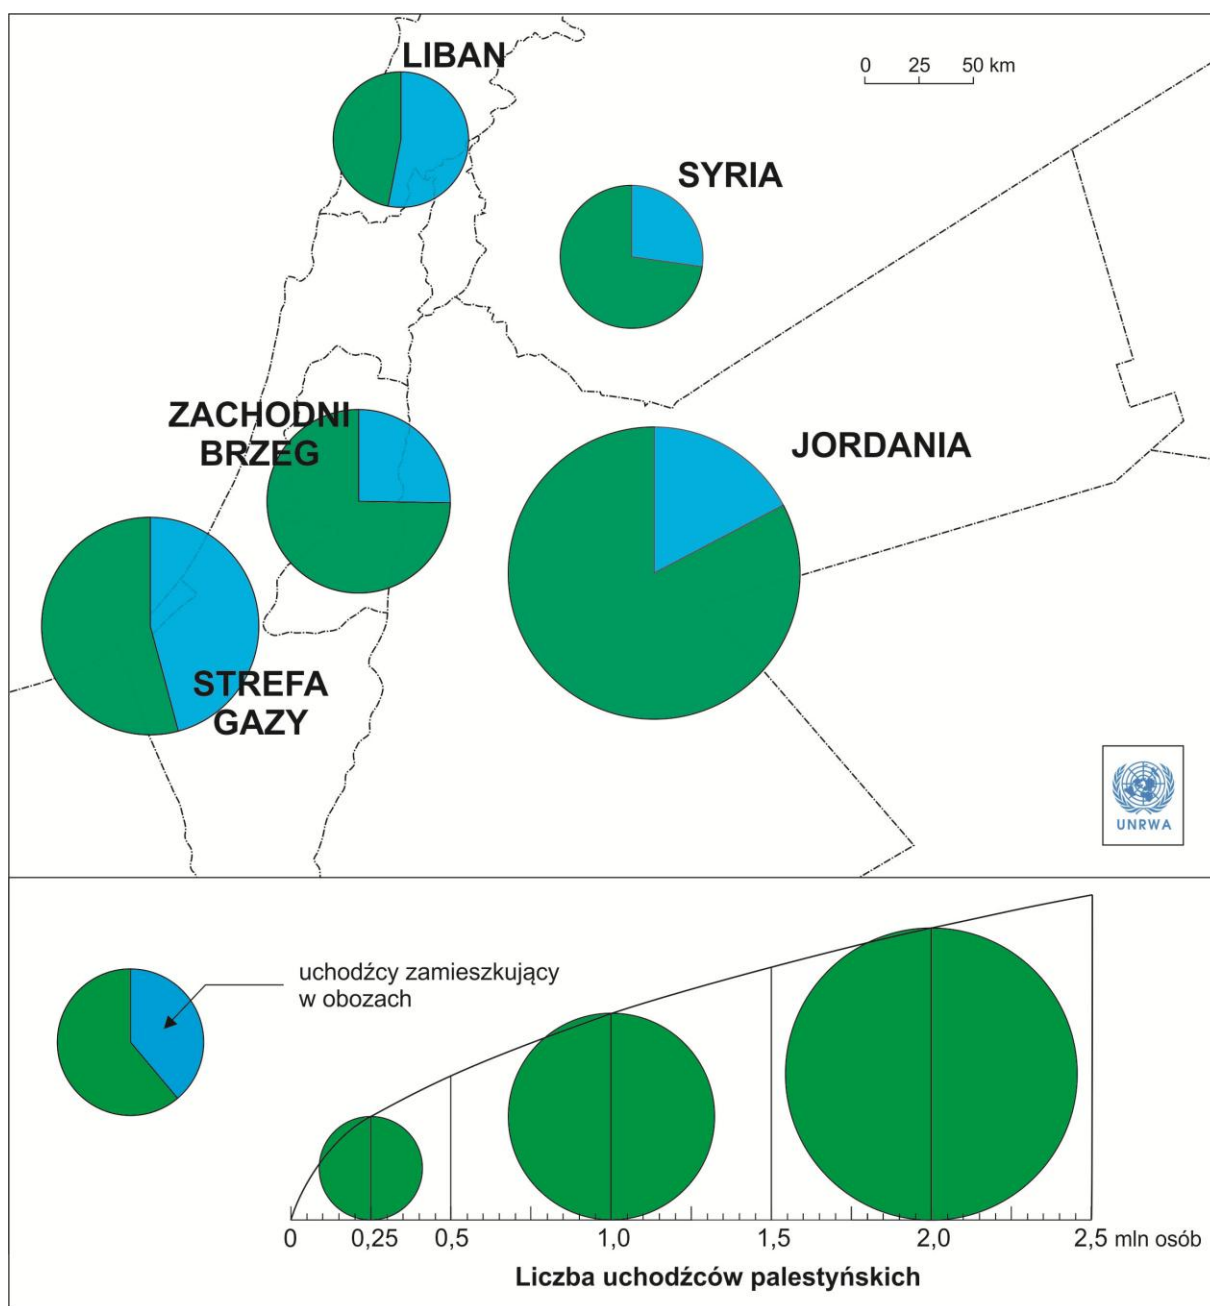 LIBAN
0 25 50 km
SYRIA
ZACHODNI
BRZEG
JORDANIA
STREFA
GAZY
UNRWA
uchodźcy zamieszkujący
w obozach
0 0,25 0,5 1,0 1,5 2,0 2,5 mln osób
Liczba uchodźców palestyńskich